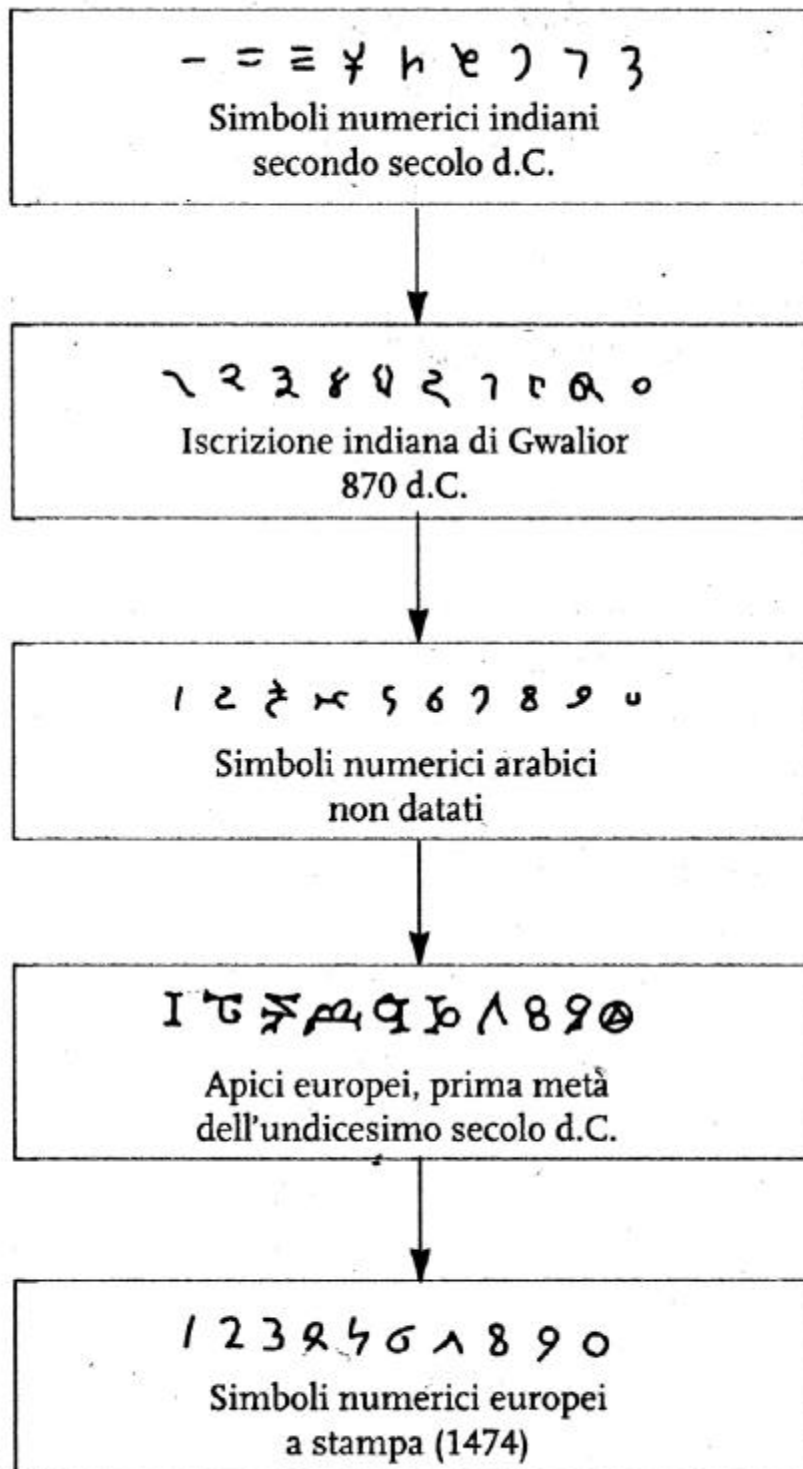 Simboli numerici indiani
secondo secolo d.C.
Iscrizione indiana di Gwalior
870 d.C.
Simboli numerici arabici
non datati
Apici europei, prima metà
dell'undicesimo secolo d.C.
Simboli numerici europei
a stampa (1474)